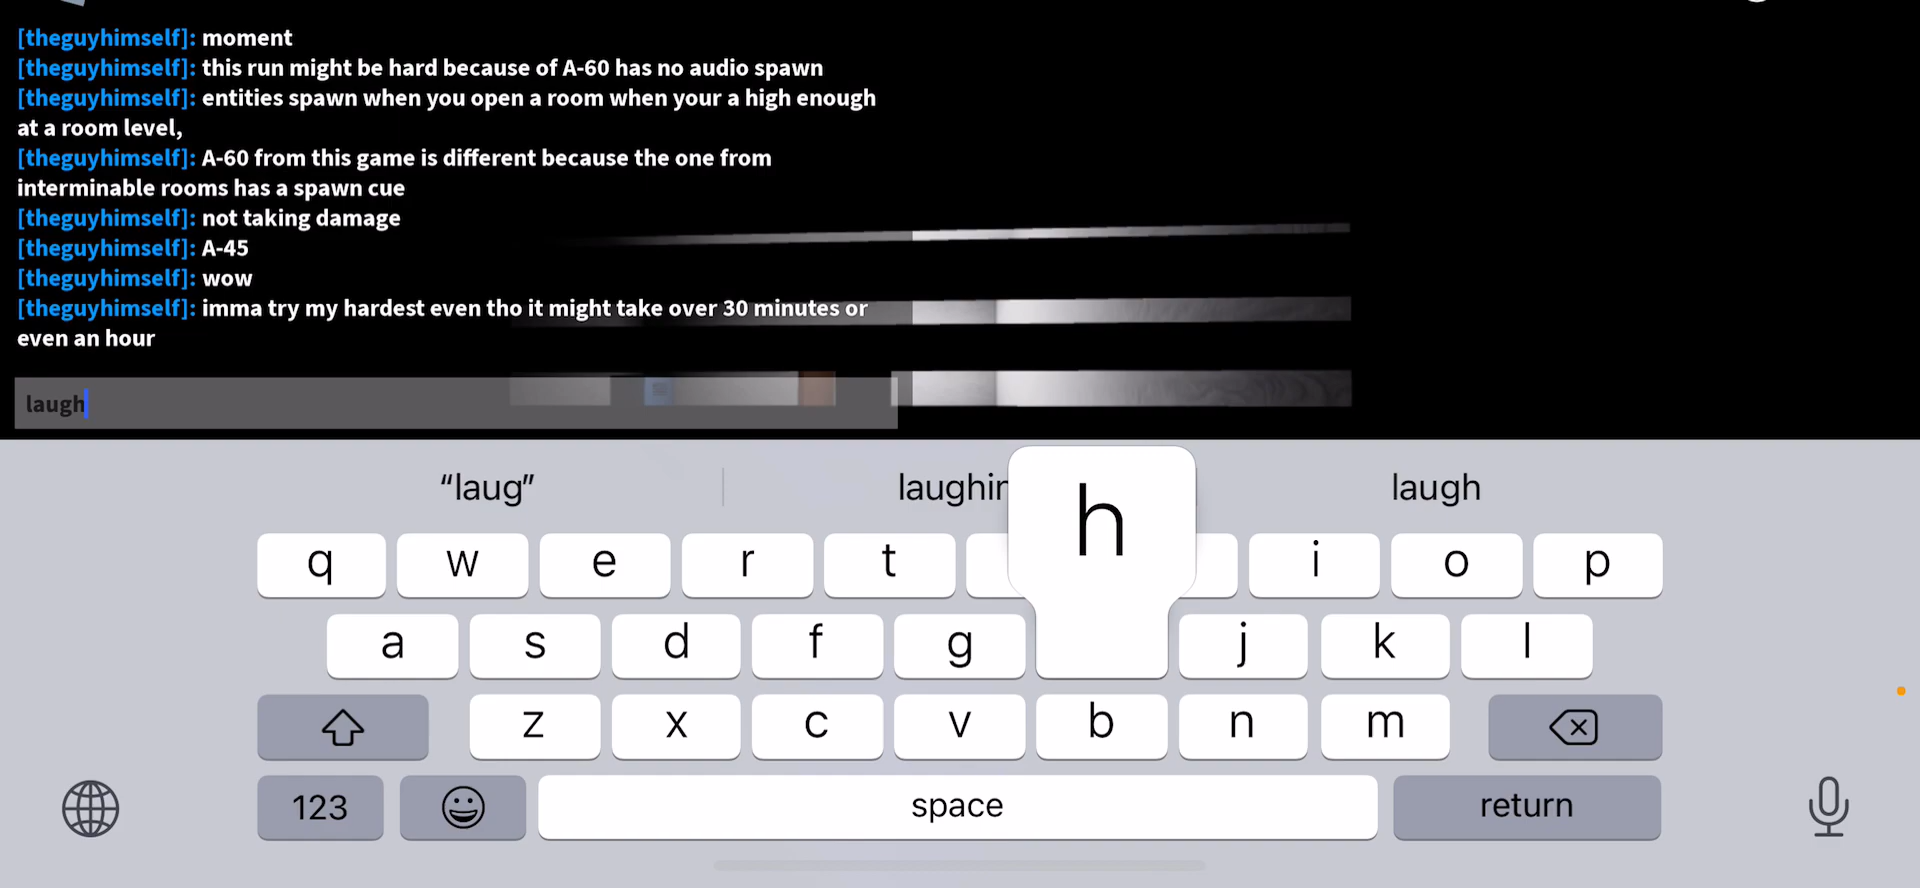 [theguyhimself]: moment
[theguyhimself]: this run might be hard because of A-60 has no audio spawn
[theguyhimself]: entities spawn when you open a room when your a high enough
at a room level,
[theguyhimself]: A-60 from this game is different because the one from
interminable rooms has a spawn cue
[theguyhimself]: not taking damage
[theguyhimself]: A-45
[theguyhimself]: wow
[theguyhimself]: imma try my hardest even tho it might take over 30 minutes or
even an hour
laugh
“laug” laughin laugh
h
q w e r t i o p
a s d f g j k l
z x c v b n m
123 space return